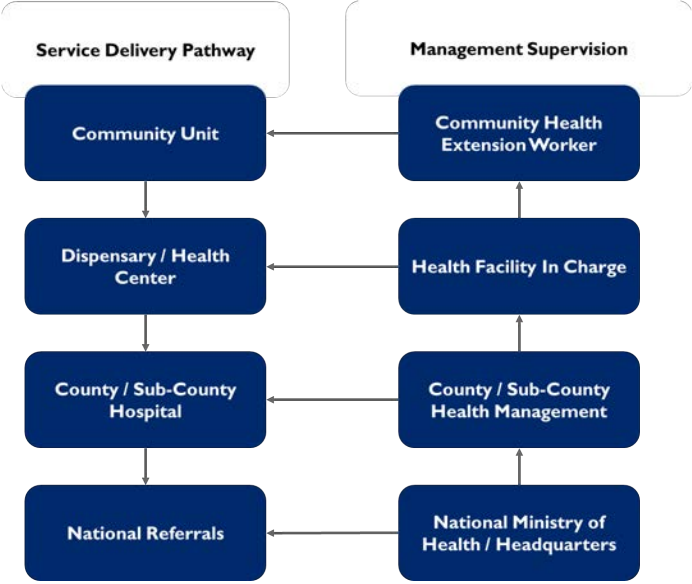 Service Delivery Pathway
Management Supervision
Community Unit
Community Health
Extension Worker
Dispensary / Health
Center
Health Facility In Charge
County / Sub-County
Hospital
County / Sub-County
Health Management
National Referrals
National Ministry of
Health / Headquarters